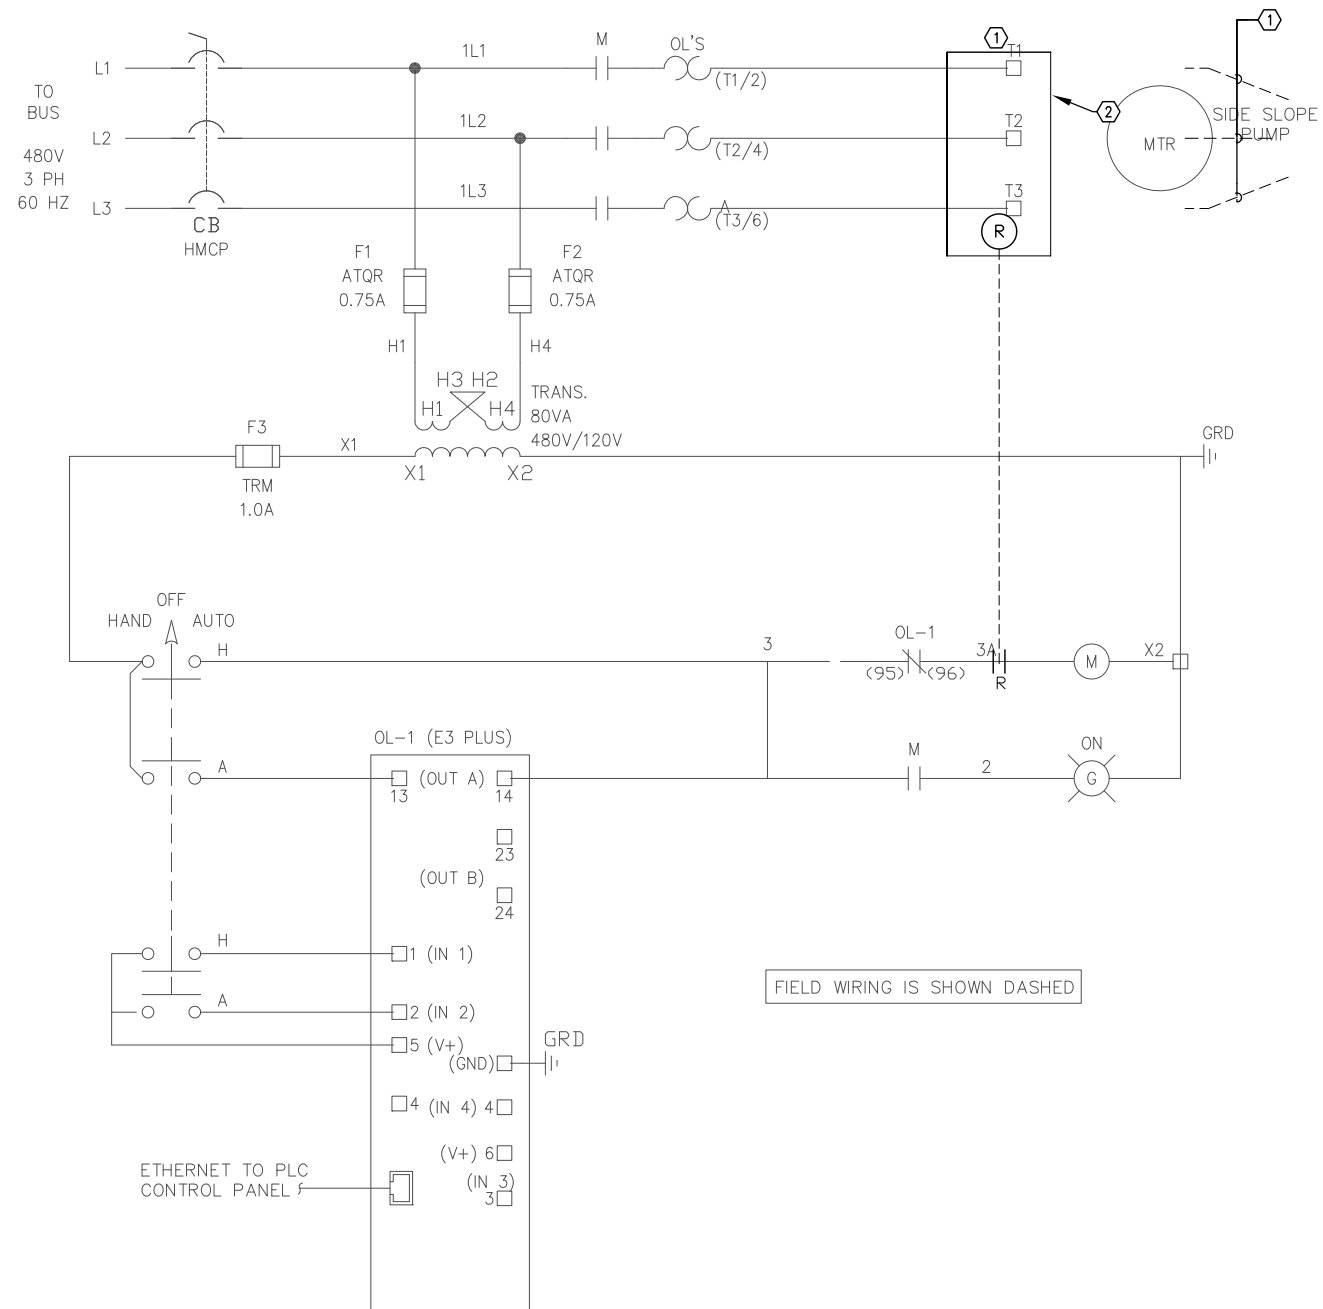 1
1
M
OL'S
1L1
T1
L1
(T1/2)
TO
BUS
2
SIDE SLOPE
PUMP
1L2
T2
L2
(T2/4)
MTR
480V
3 PH
60 HZ
1L3
T3
L3
A
(T3/6)
CB
HMCP
R
F1
ATQR
0.75A
F2
ATQR
0.75A
H1
H4
H3 H2
H1
H4
TRANS.
80VA
480V/120V
F3
X1
GRD
X1
X2
TRM
1.0A
OFF
HAND
AUTO
H
3
OL-1
3A
M
X2
(95)
(96)
R
OL-1 (E3 PLUS)
ON
M
A
2
G
(OUT A)
13
14
23
(OUT B)
24
H
1 (IN 1)
FIELD WIRING IS SHOWN DASHED
A
2 (IN 2)
5 (V+)
GRD
(GND)
4
(IN 4) 4
(V+) 6
ETHERNET TO PLC
CONTROL PANEL
(IN 3)
3